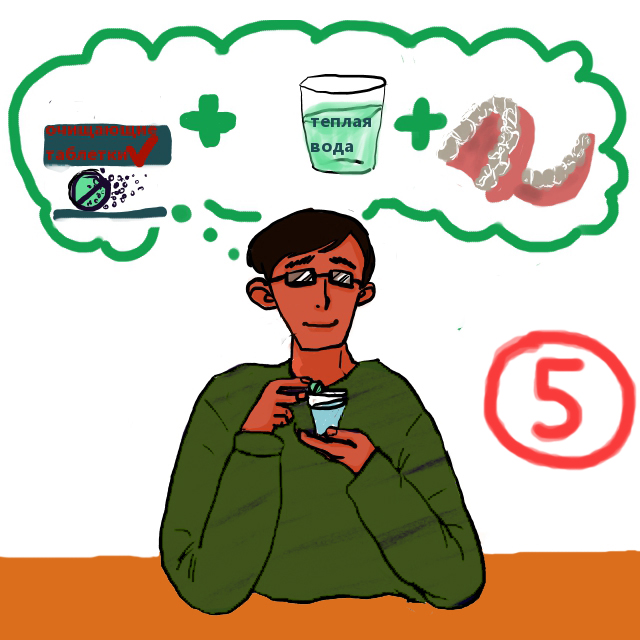 очищающие
таблетки
теплая
вода
5